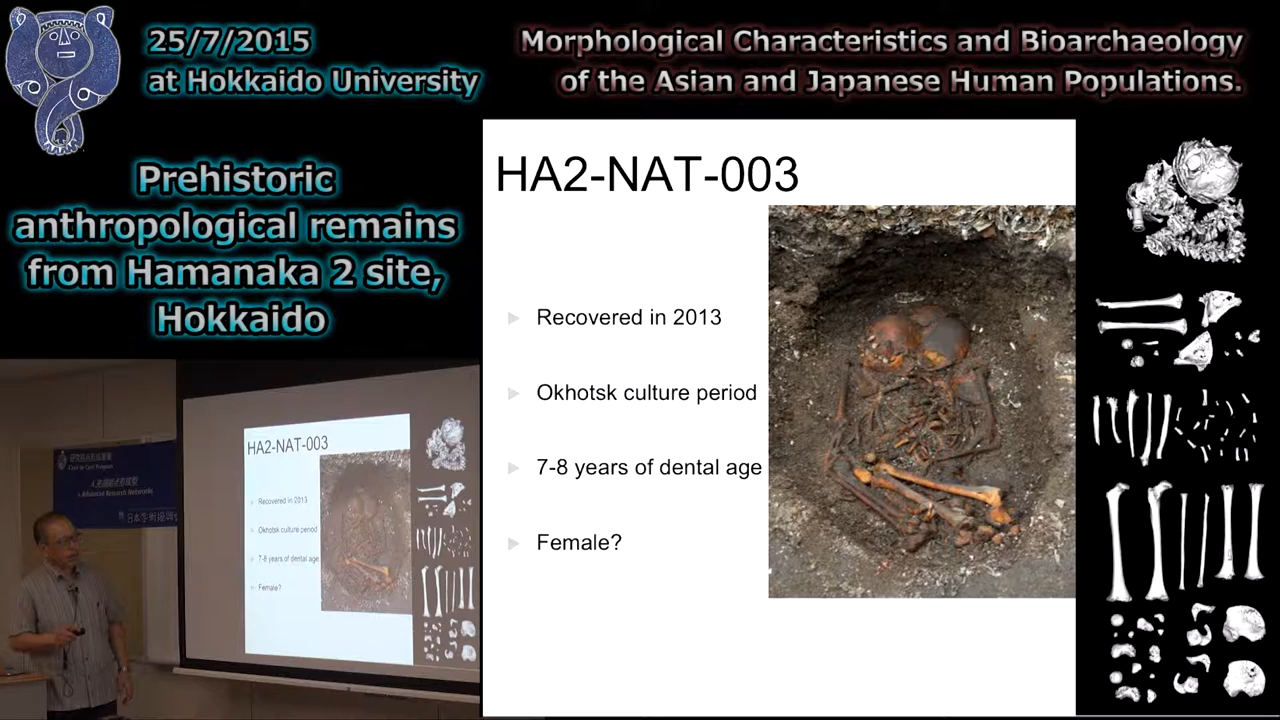 25/7/2015
at Hokkaido University
Morphological Characteristics and Bioarchaeology
of the Asian and Japanese Human Populations.
Prehistoric
anthropological remains
from Hamanaka 2 site,
Hokkaido
HA2-NAT-003
Recovered in 2013
Okhotsk culture period
7-8 years of dental age
Female?
HA2-NAT-003
Recovered in 2013
Okhotsk culture period
7-8 years of dental age
Female?
Advanced Research Networks